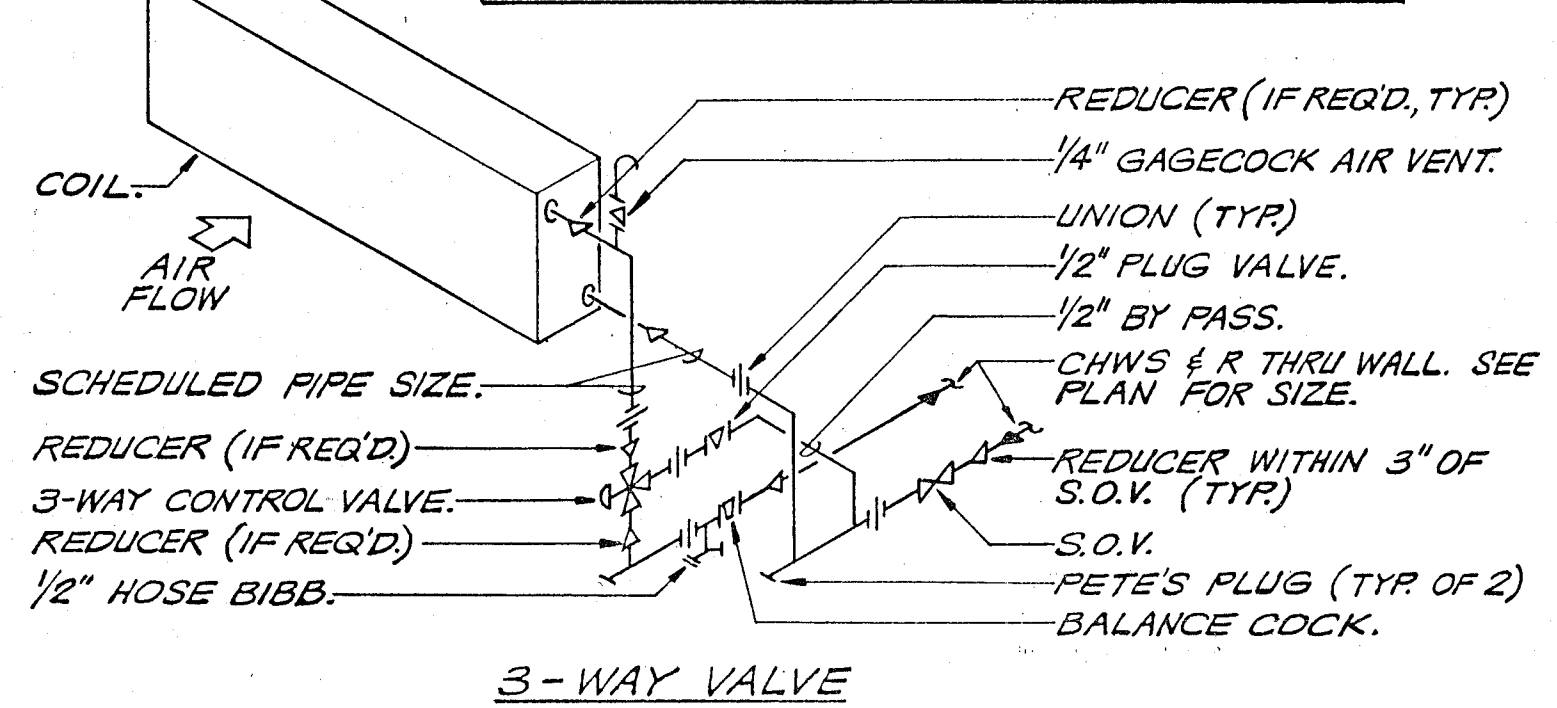 REDUCER (IF REQ'D., TYP.)
1/4" GAGECOCK AIR VENT.
COIL.
UNION (TYP.)
1/2" PLUG VALVE.
AIR
FLOW
1/2" BY PASS.
CHWS & R THRU WALL. SEE
PLAN FOR SIZE.
SCHEDULED PIPE SIZE.
REDUCER (IF REQ'D.)
REDUCER WITHIN 3" OF
S.O.V. (TYP.)
3-WAY CONTROL VALVE.
REDUCER (IF REQ'D.)
S.O.V.
1/2" HOSE BIBB.
PETE'S PLUG (TYP. OF 2)
BALANCE COCK.
3-WAY VALVE